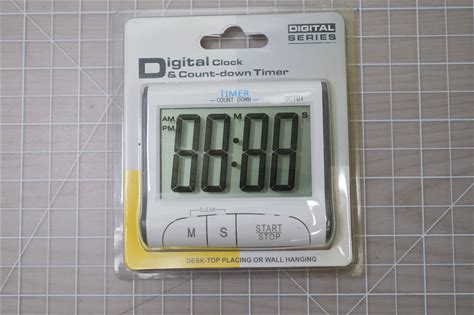 DIGITAL
SERIES
Digital Clock
& Count-down Timer
TIMER
COUNT DOWN
AM
PM
M
S
88:88
CLEAR
M
S
START
STOP
DESK-TOP PLACING OR WALL HANGING